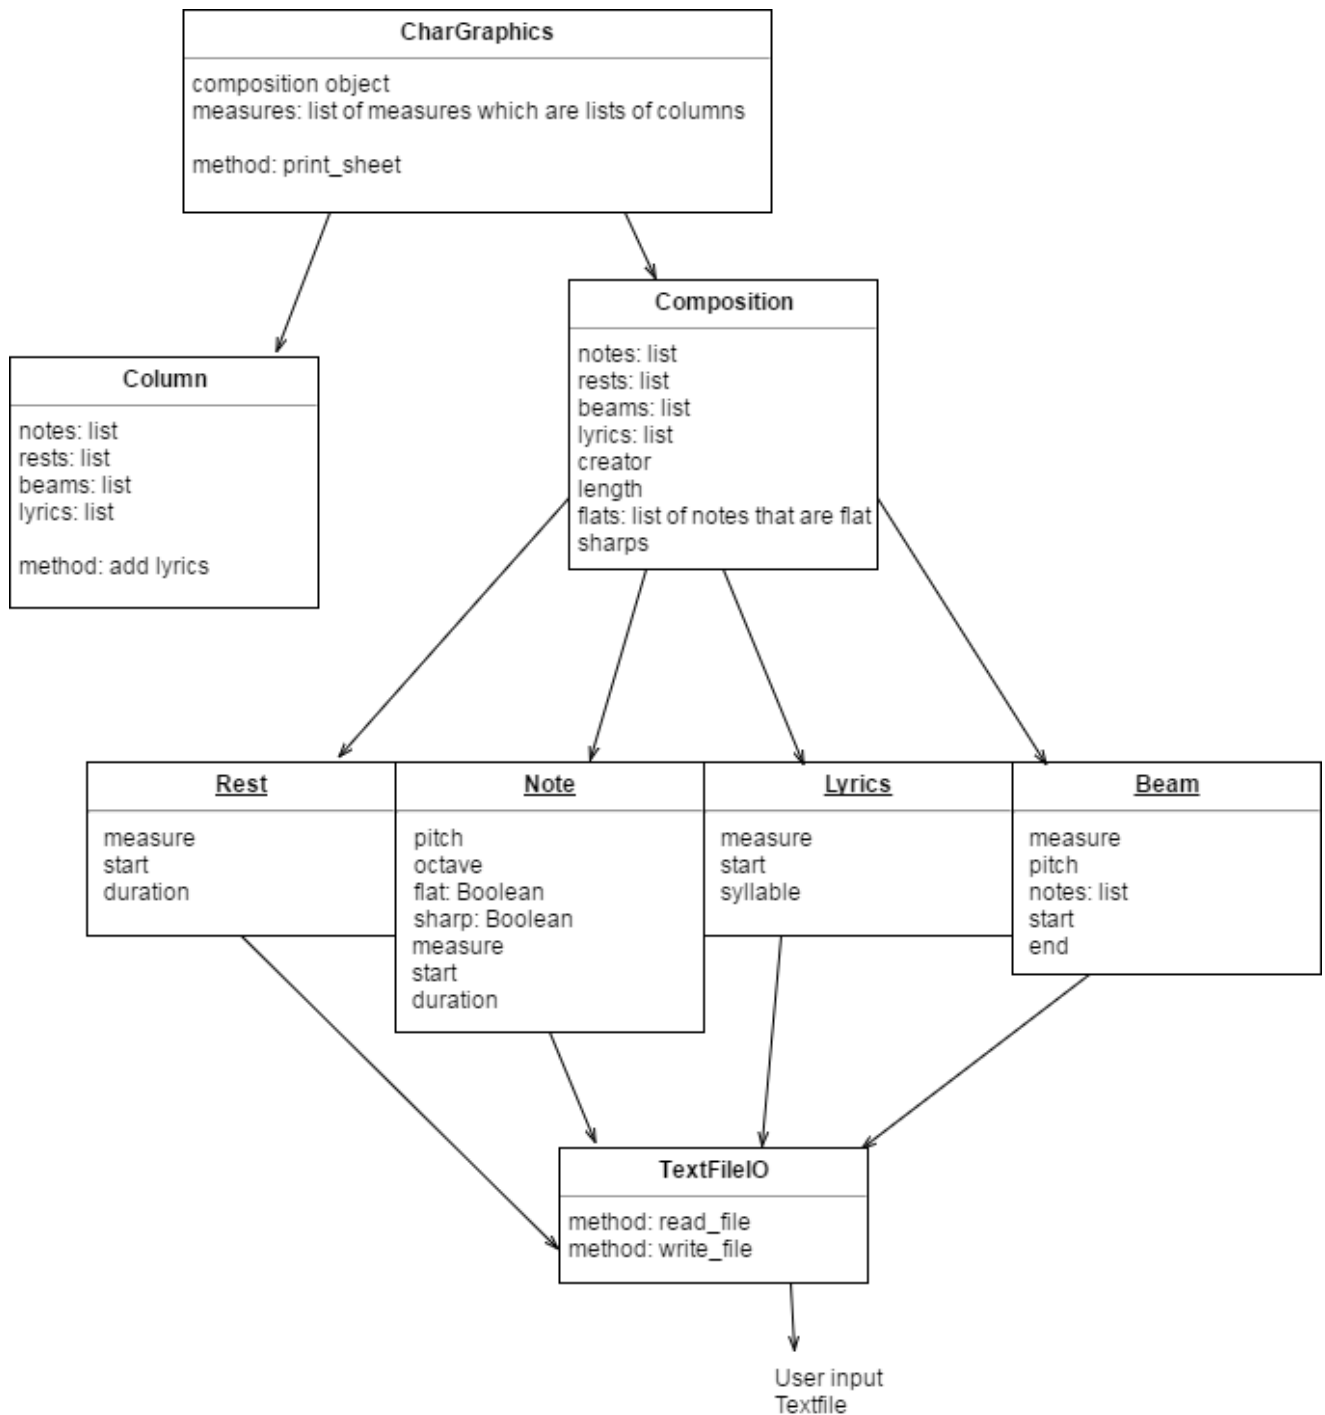 CharGraphics
composition object
measures: list of measures which are lists of columns
method: print_sheet
Composition
notes: list
rests: list
beams: list
lyrics: list
creator
length
flats: list of notes that are flat
sharps
Column
notes: list
rests: list
beams: list
lyrics: list
method: add lyrics
Rest
measure
start
duration
Note
pitch
octave
flat: Boolean
sharp: Boolean
measure
start
duration
Lyrics
measure
start
syllable
Beam
measure
pitch
notes: list
start
end
TextFileIO
method: read_file
method: write_file
User input
Textfile